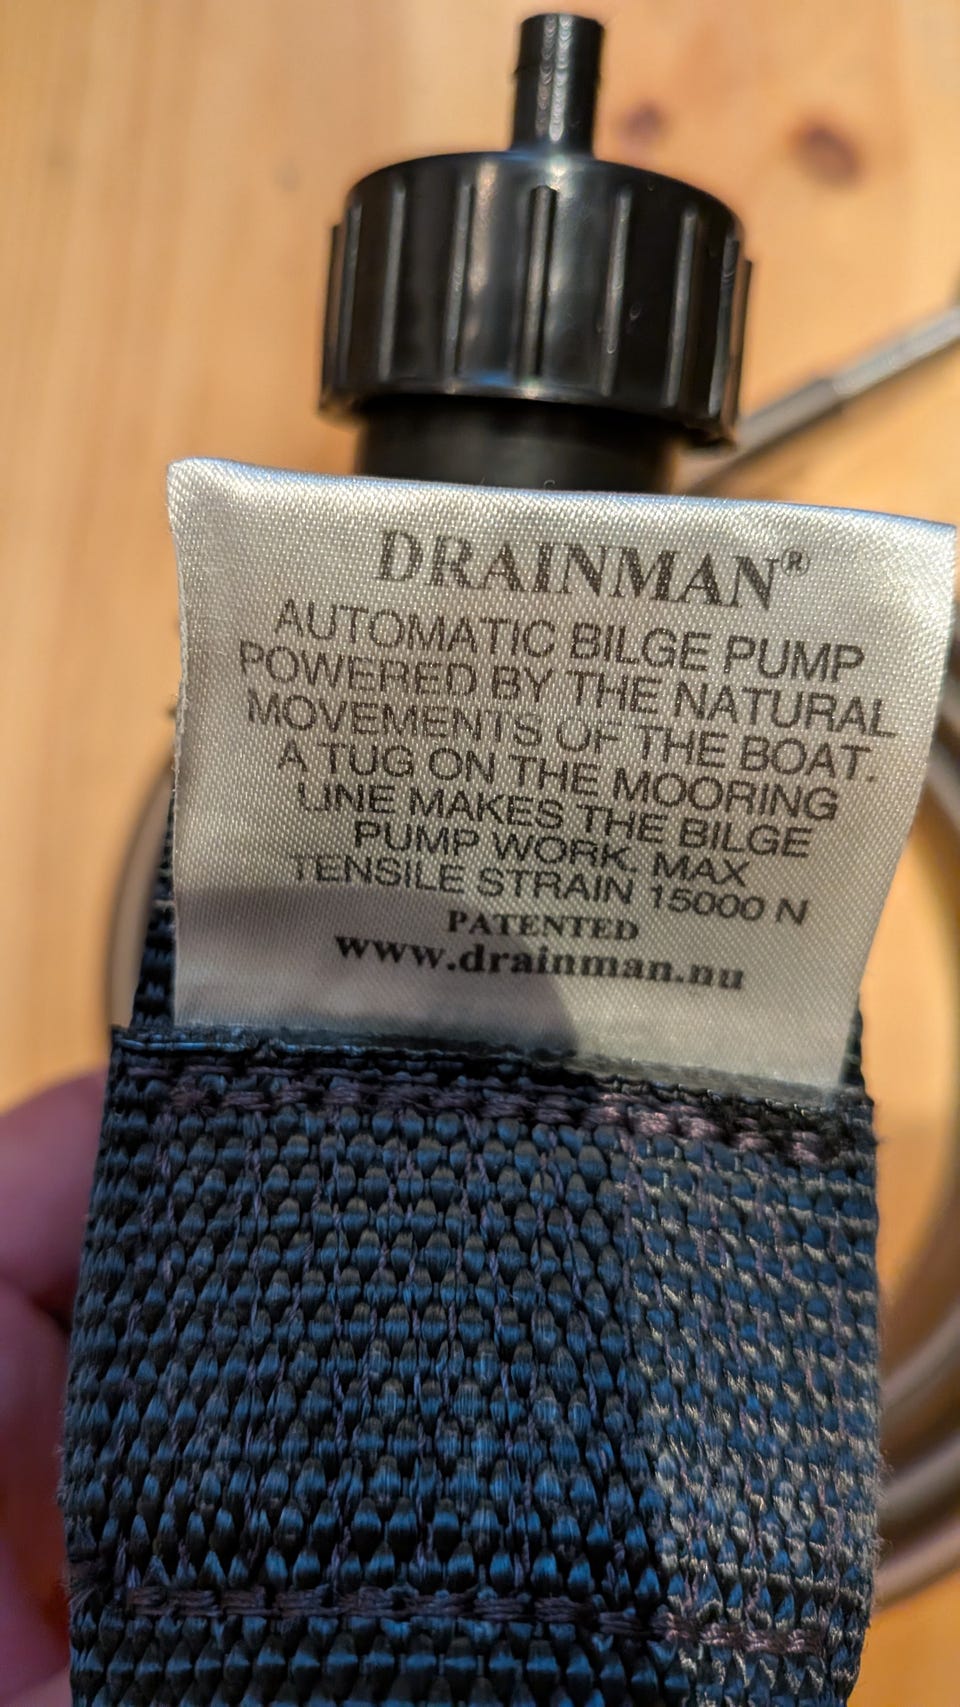 DRAINMAN®
AUTOMATIC BILGE PUMP
POWERED BY THE NATURAL
MOVEMENTS OF THE BOAT.
A TUG ON THE MOORING
LINE MAKES THE BILGE
PUMP WORK. MAX
TENSILE STRAIN 15000 N
PATENTED
www.drainman.nu